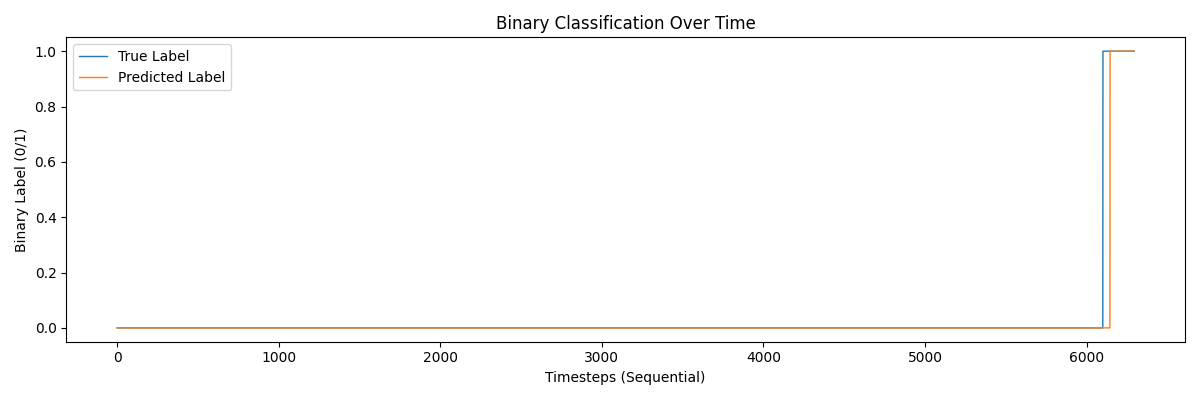 Binary Classification Over Time
True Label
Predicted Label
Binary Label (0/1)
1.0
0.8
0.6
0.4
0.2
0.0
0 1000 2000 3000 4000 5000 6000
Timesteps (Sequential)